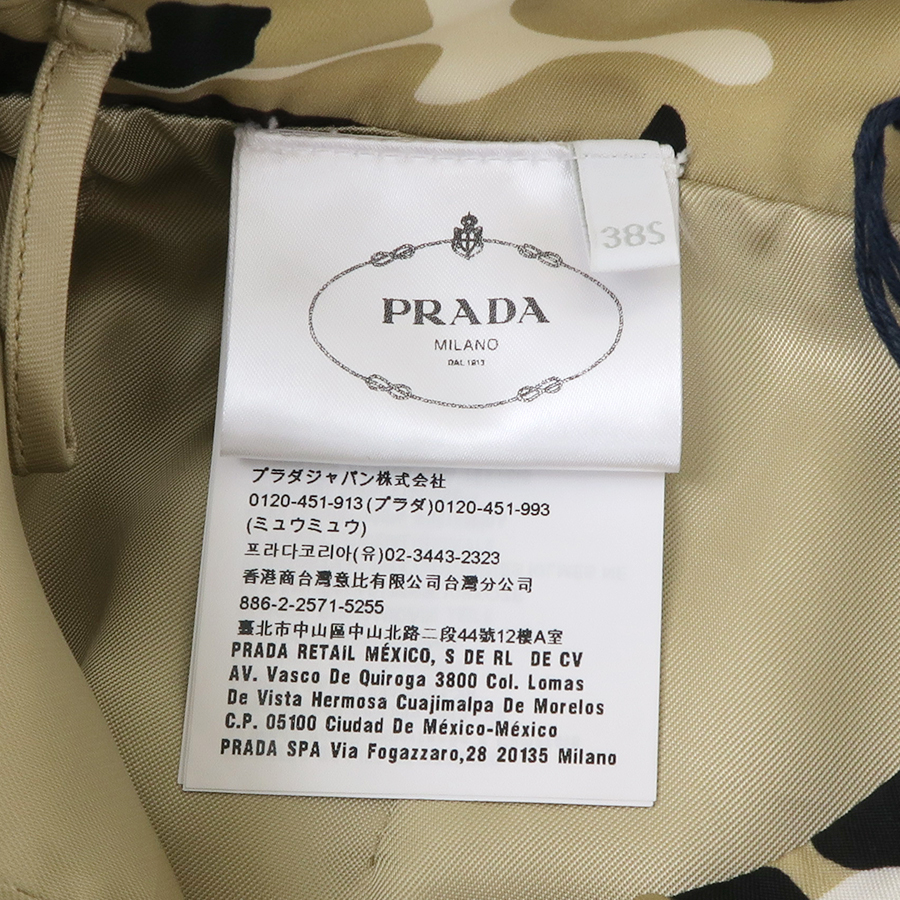 38S
PRADA
MILANO
DAL 1913
プラダジャパン株式会社
0120-451-913(プラダ)0120-451-993
(ミュウミュウ)
프라다코리아(유)02-3443-2323
香港商台灣意比有限公司台灣分公司
886-2-2571-5255
臺北市中山區中山北路二段44號12樓A室
PRADA RETAIL MÉXICO, S DE RL DE CV
AV. Vasco De Quiroga 3800 Col. Lomas
De Vista Hermosa Cuajimalpa De Morelos
C.P. 05100 Ciudad De México-México
PRADA SPA Via Fogazzaro,28 20135 Milano